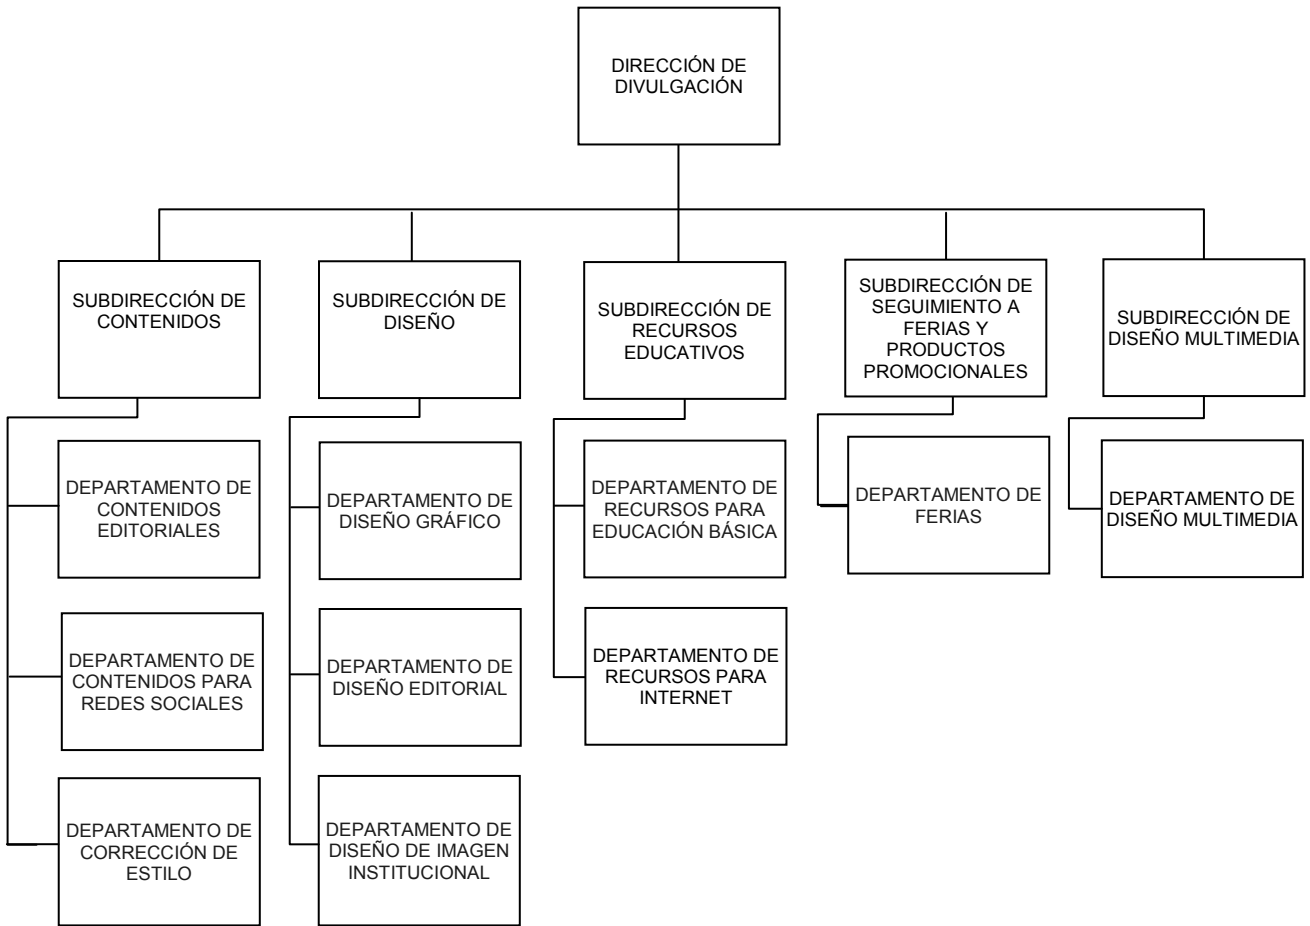 DIRECCIÓN DE
DIVULGACIÓN
SUBDIRECCIÓN DE
CONTENIDOS
SUBDIRECCIÓN DE
DISEÑO
SUBDIRECCIÓN DE
RECURSOS
EDUCATIVOS
SUBDIRECCIÓN DE
SEGUIMIENTO A
FERIAS Y
PRODUCTOS
PROMOCIONALES
SUBDIRECCIÓN DE
DISEÑO MULTIMEDIA
DEPARTAMENTO DE
CONTENIDOS
EDITORIALES
DEPARTAMENTO DE
DISEÑO GRÁFICO
DEPARTAMENTO DE
RECURSOS PARA
EDUCACIÓN BÁSICA
DEPARTAMENTO DE
FERIAS
DEPARTAMENTO DE
DISEÑO MULTIMEDIA
DEPARTAMENTO DE
CONTENIDOS PARA
REDES SOCIALES
DEPARTAMENTO DE
DISEÑO EDITORIAL
DEPARTAMENTO DE
RECURSOS PARA
INTERNET
DEPARTAMENTO DE
CORRECCIÓN DE
ESTILO
DEPARTAMENTO DE
DISEÑO DE IMAGEN
INSTITUCIONAL